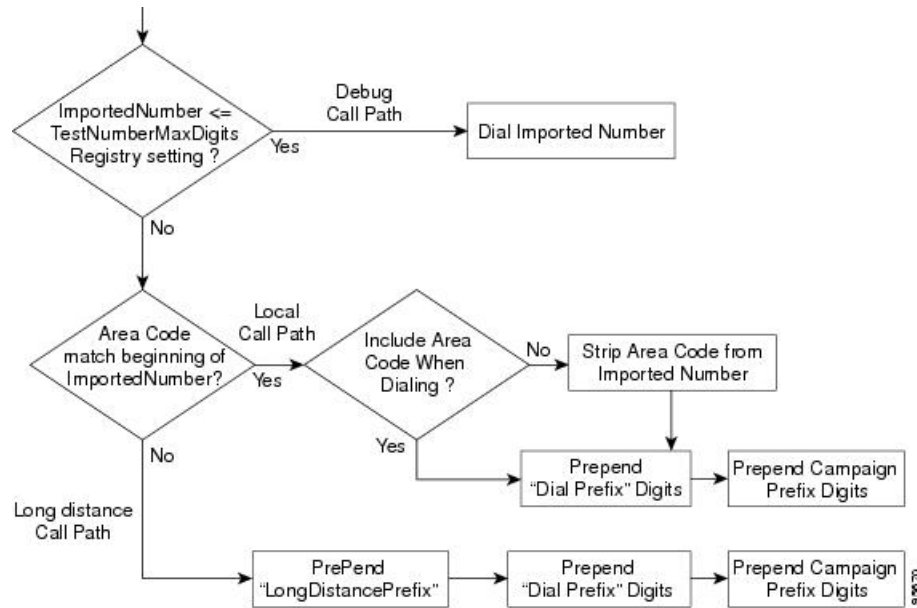 ImportedNumber <=
TestNumberMaxDigits
Registry setting ?
Debug
Call Path
Yes
Dial Imported Number
No
Area Code
match beginning of
ImportedNumber?
Local
Call Path
Yes
Include Area
Code When
Dialing ?
No
Strip Area Code from
Imported Number
Yes
Prepend
“Dial Prefix” Digits
Prepend Campaign
Prefix Digits
No
Long distance
Call Path
PrePend
“LongDistancePrefix”
Prepend
“Dial Prefix” Digits
Prepend Campaign
Prefix Digits